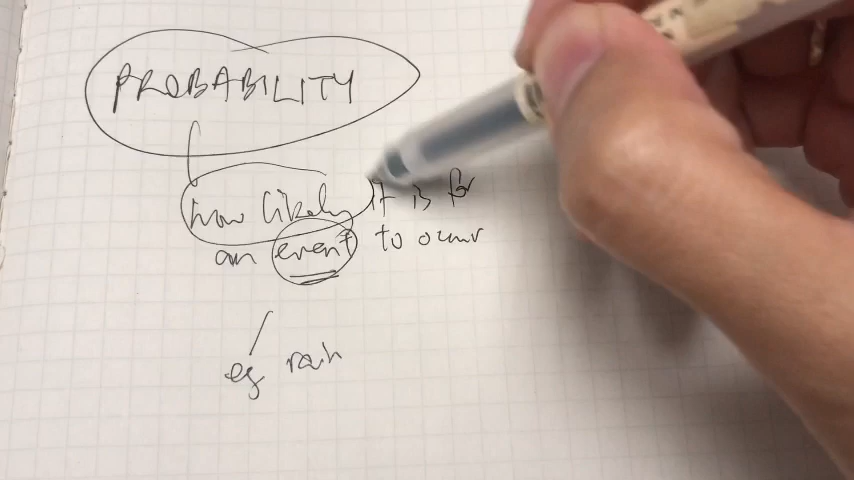 PROBABILITY
how likely it is for
an event to occur
eg rain